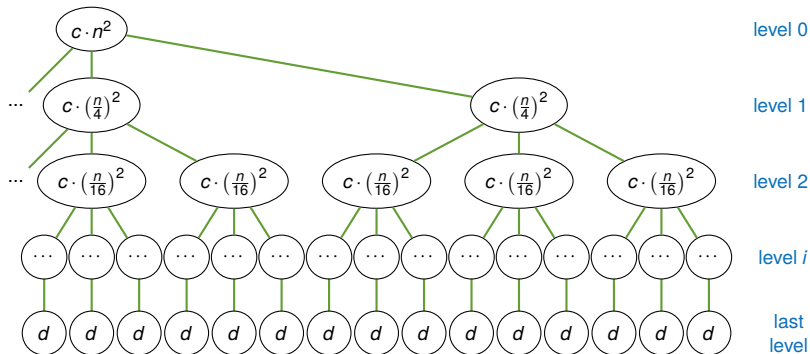 c · n² level 0
... c · (n/4)² c · (n/4)² level 1
... c · (n/16)² c · (n/16)² c · (n/16)² c · (n/16)² c · (n/16)² level 2
... ... ... ... ... ... ... ... ... ... ... ... ... ... ... level i
d d d d d d d d d d d d d d d last
level